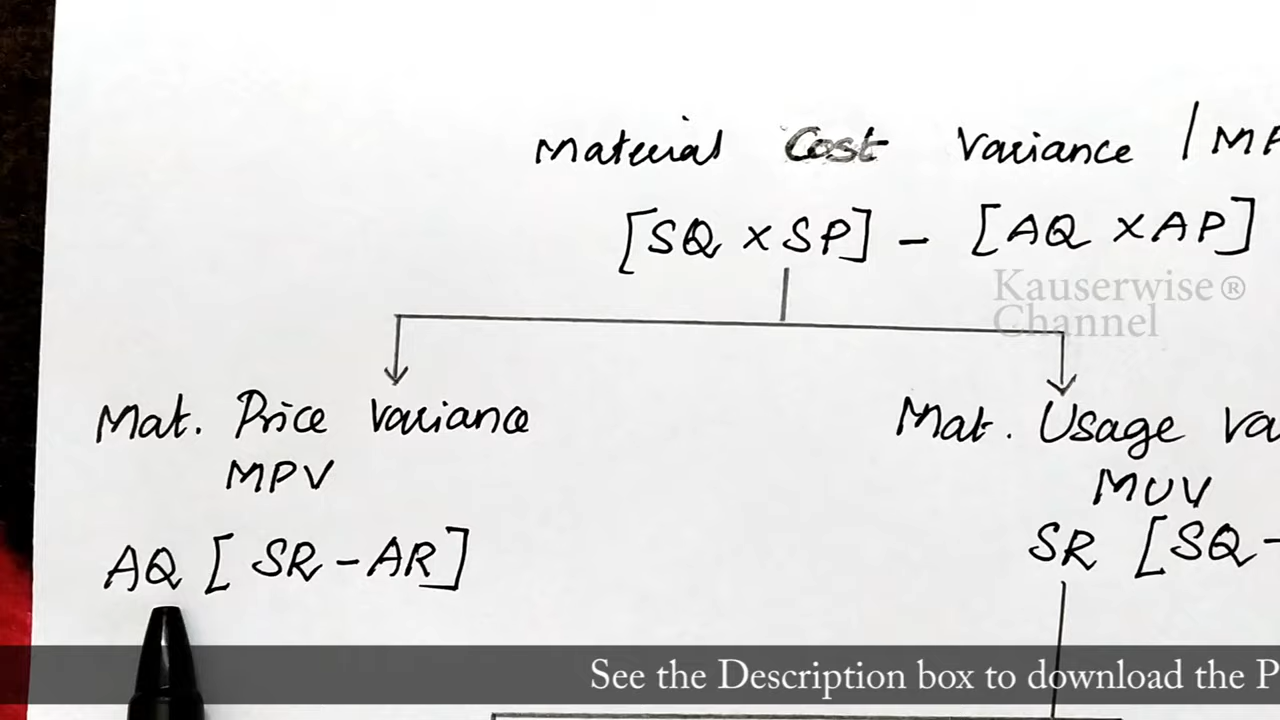 Material Cost Variance /
[SQ x SP] - [AQ x AP]
Kauserwise®
Channel
Mat. Price Variance
MPV
AQ [SR - AR]
Mat. Usage Va
MUV
SR [SQ -
See the Description box to download the P